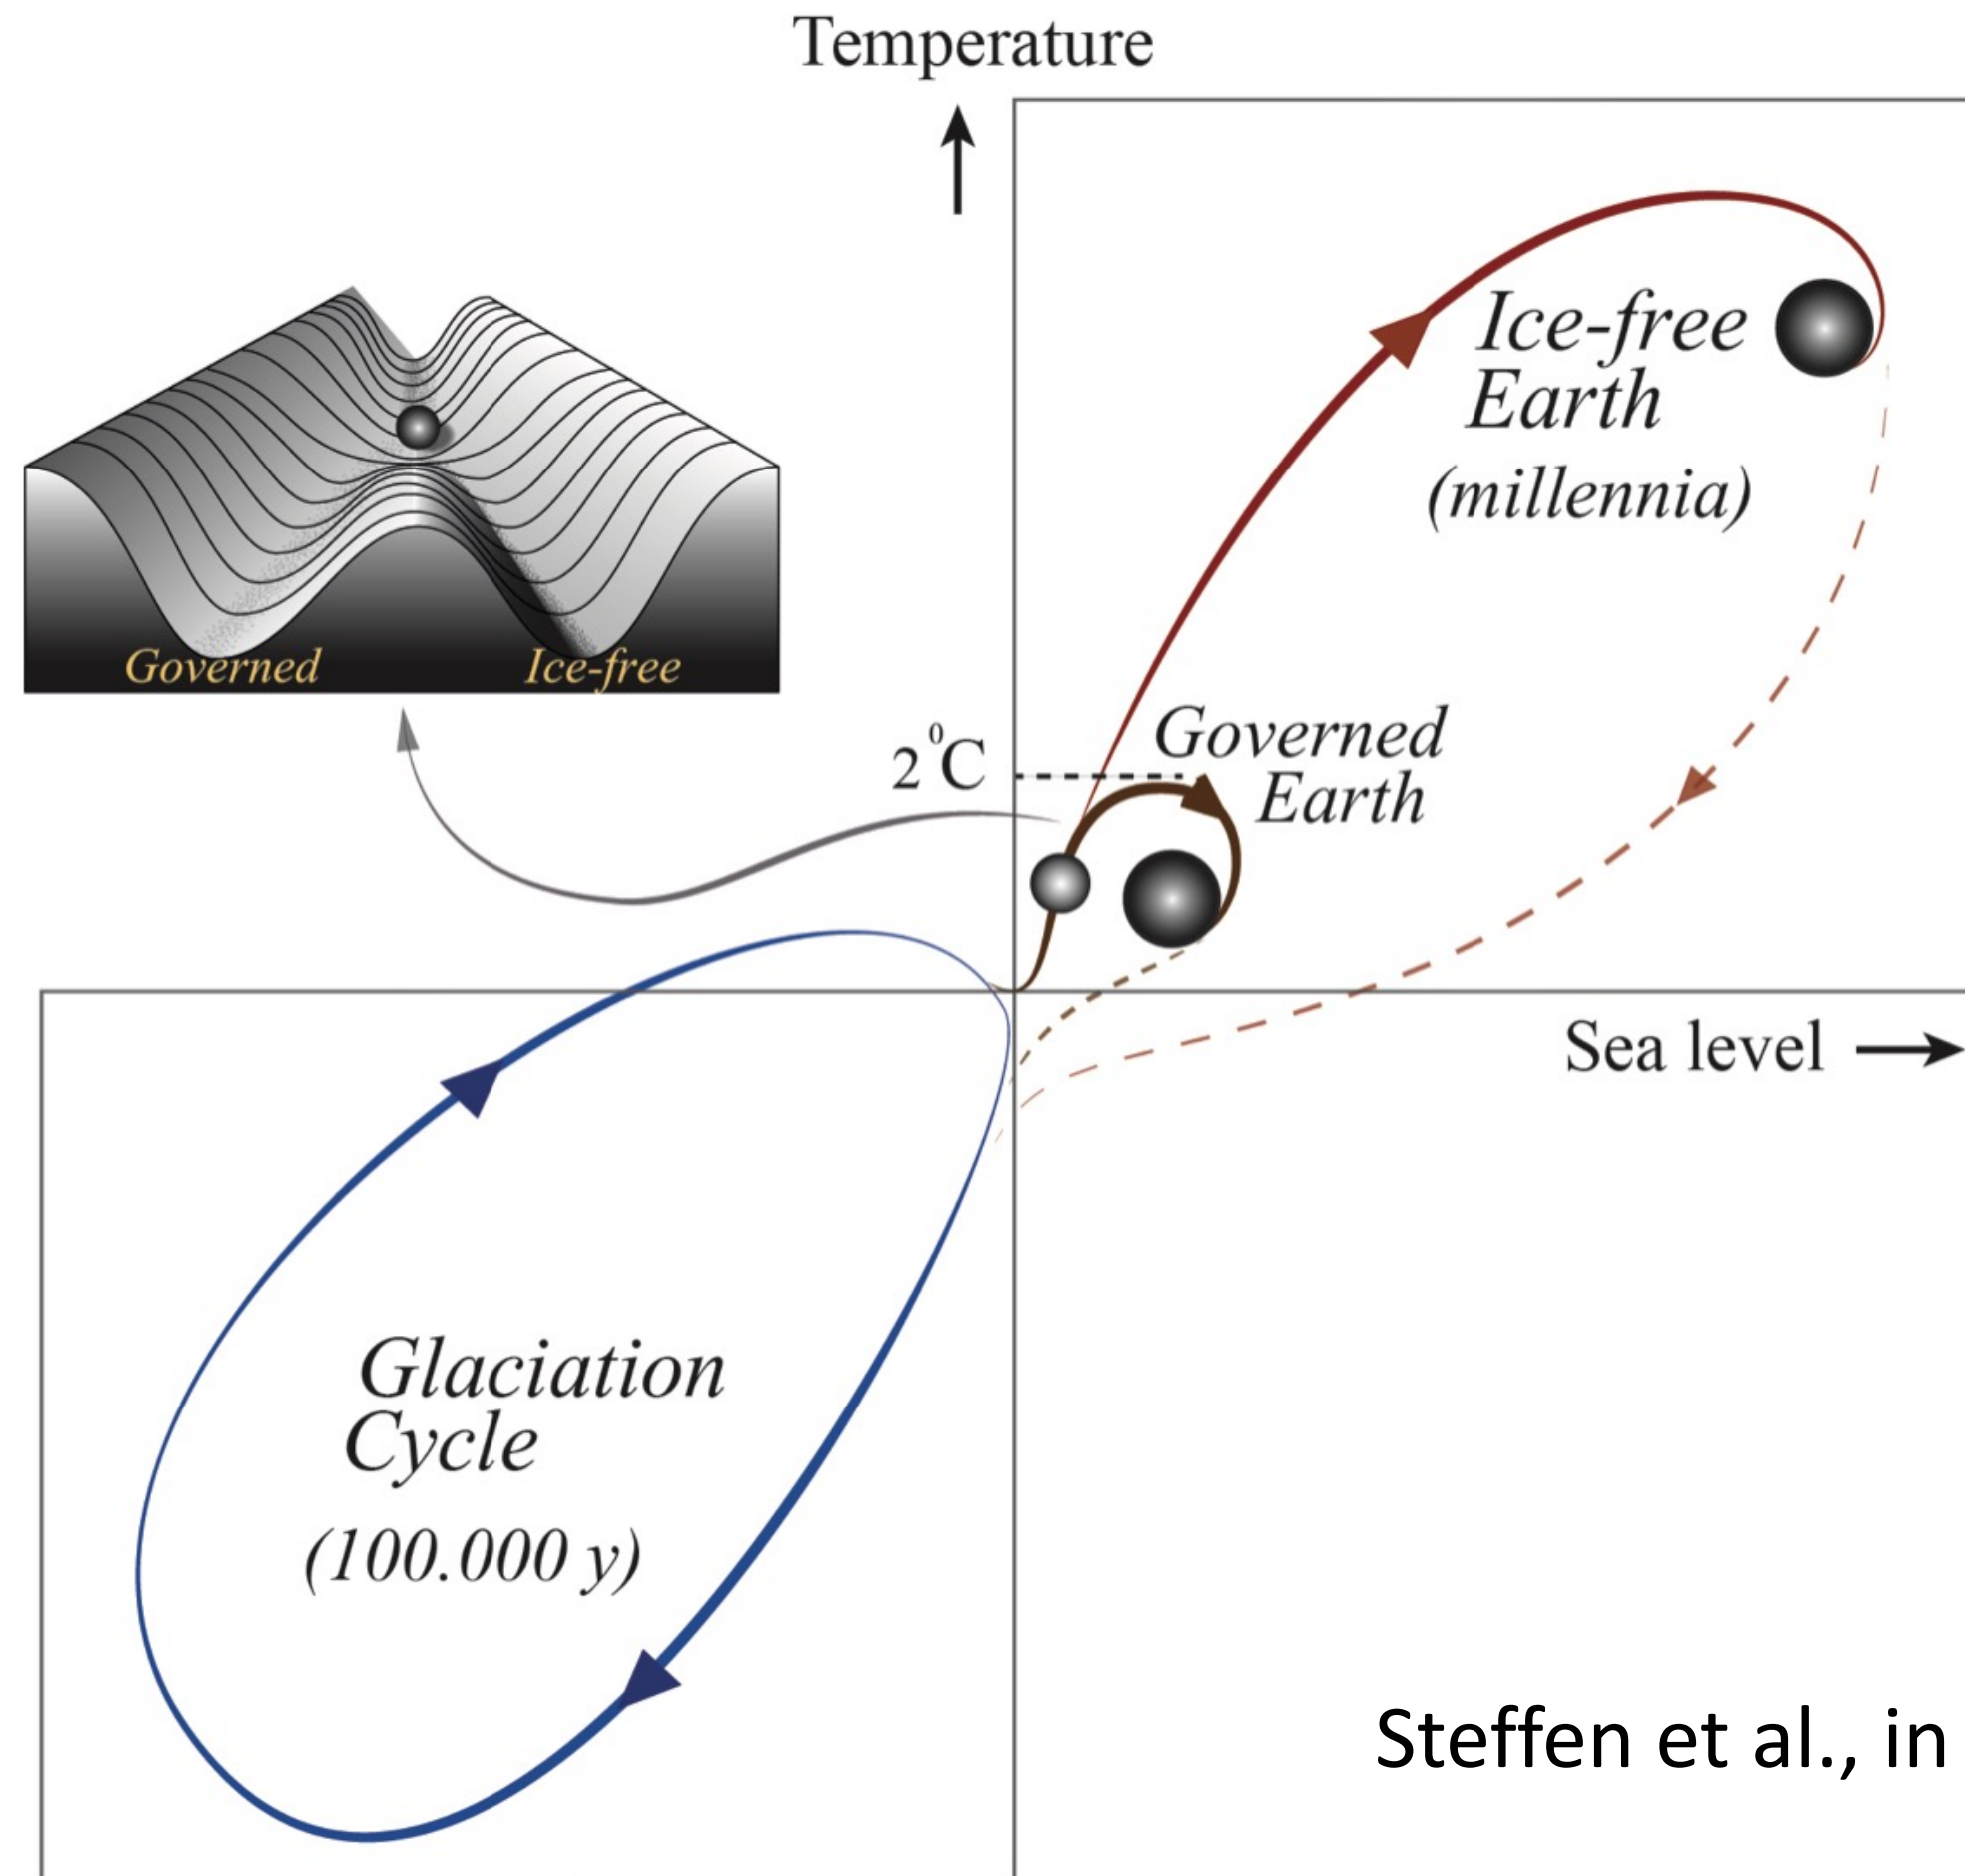 Temperature
Ice-free
Earth
(millennia)
Governed
Ice-free
2⁰C
Governed
Earth
Sea level
Glaciation
Cycle
(100.000 y)
Steffen et al., in